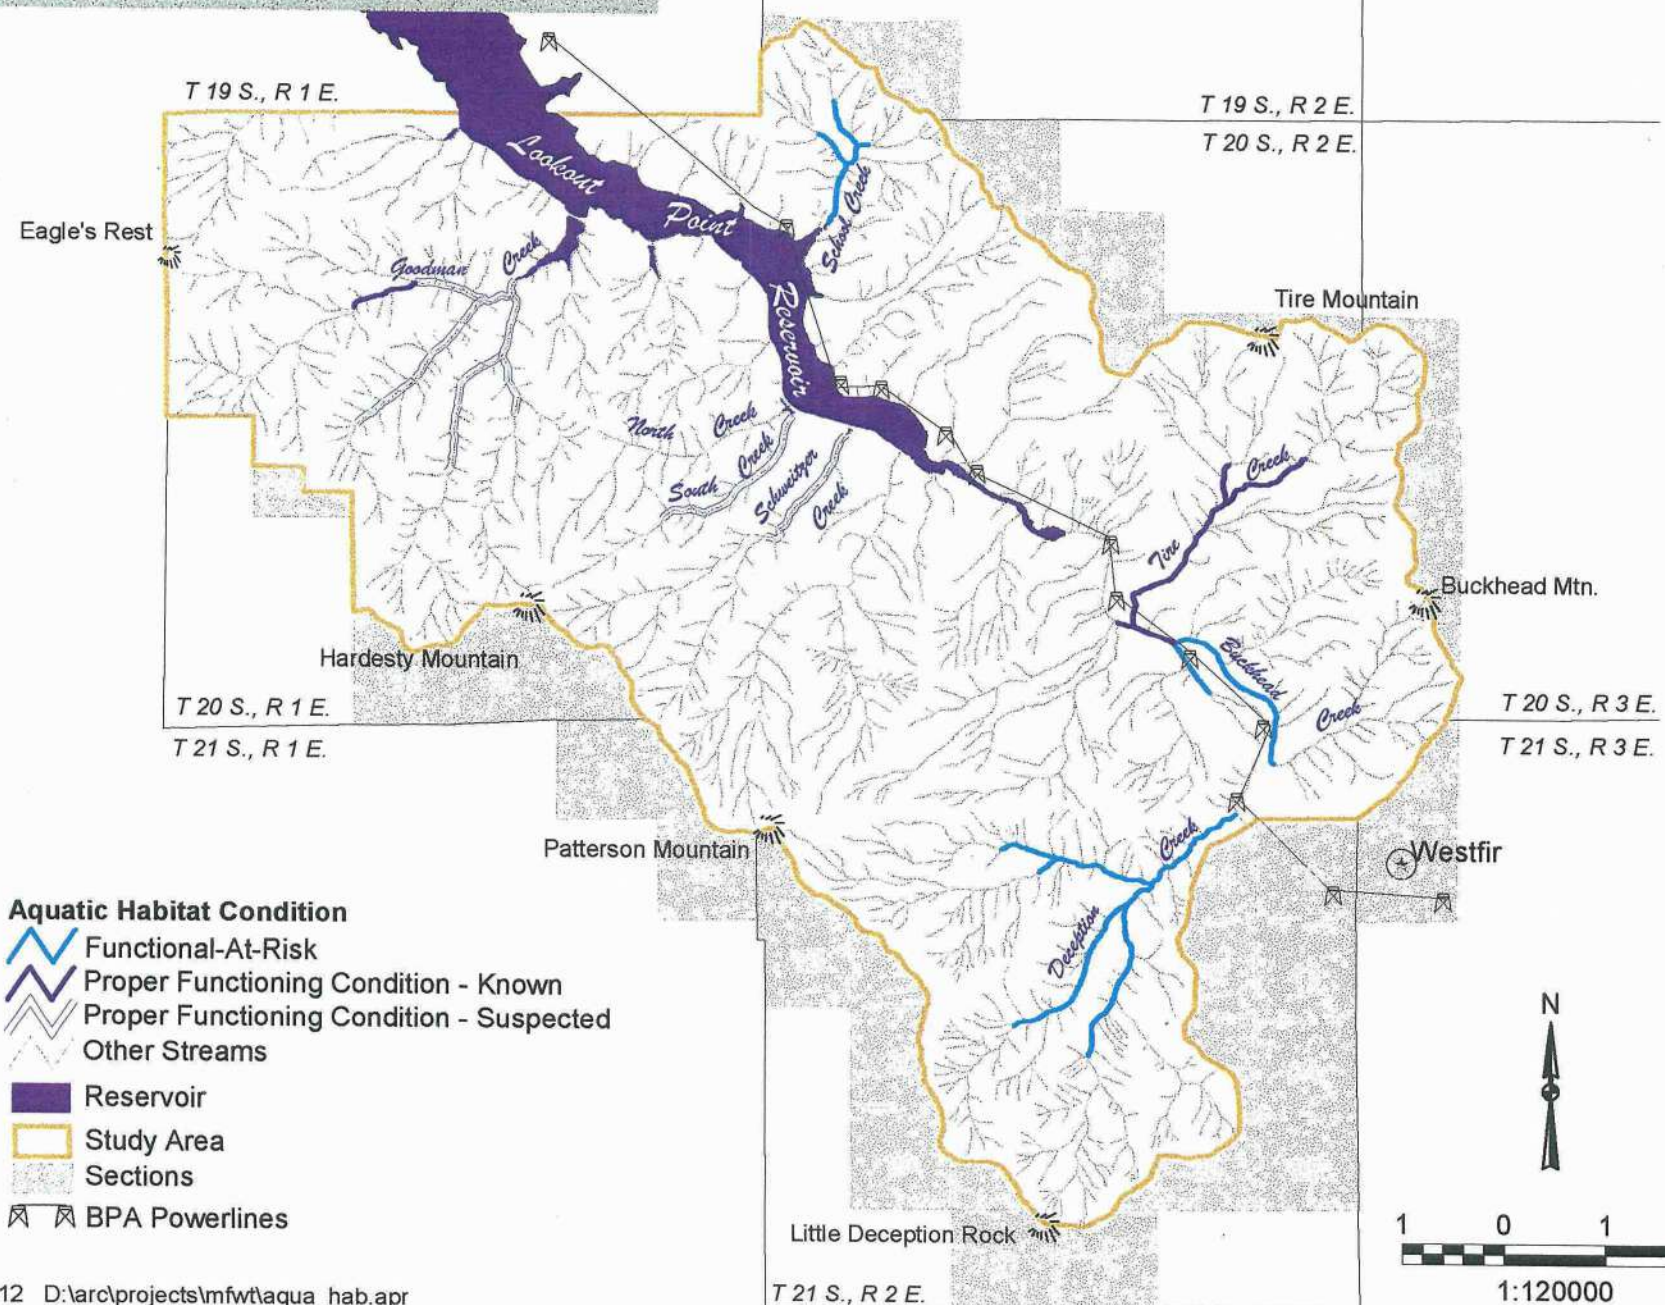 T 19 S., R 1 E.
T 19 S., R 2 E.
T 20 S., R 2 E.
Lookout
Point
Reservoir
School Creek
Eagle's Rest
Goodman
Creek
Tire Mountain
North
Creek
South
Creek
Schweitzer
Creek
Tire
Creek
Buckhead Mtn.
Hardesty Mountain
Buckhead
Creek
T 20 S., R 1 E.
T 21 S., R 1 E.
T 20 S., R 3 E.
T 21 S., R 3 E.
Patterson Mountain
Creek
Deception
Westfir
Aquatic Habitat Condition
Functional-At-Risk
Proper Functioning Condition - Known
Proper Functioning Condition - Suspected
Other Streams
Reservoir
Study Area
Sections
BPA Powerlines
N
Little Deception Rock
1 0 1
1:120000
12 D:\arc\projects\mfwt\aqua_hab.apr
T 21 S., R 2 E.